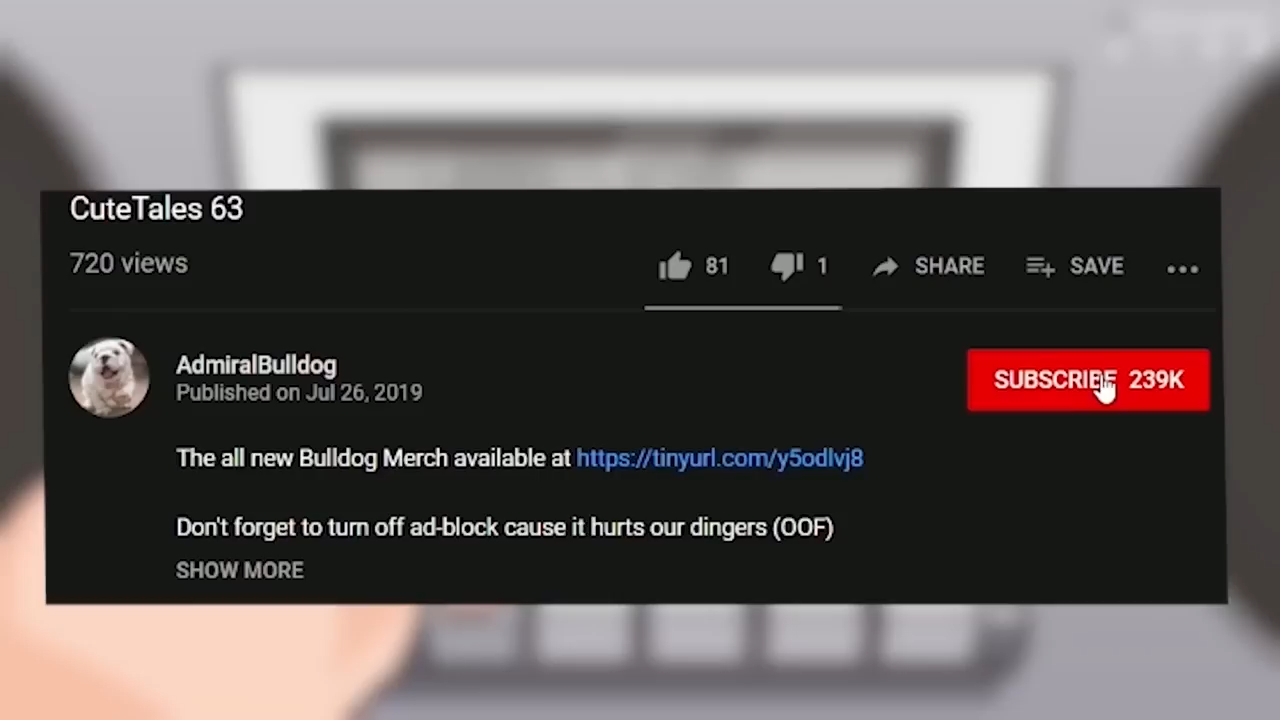 CuteTales 63
720 views
81
1
SHARE
SAVE
AdmiralBulldog
Published on Jul 26, 2019
SUBSCRIBE 239K
The all new Bulldog Merch available at https://tinyurl.com/y5odlvj8
Don't forget to turn off ad-block cause it hurts our dingers (OOF)
SHOW MORE